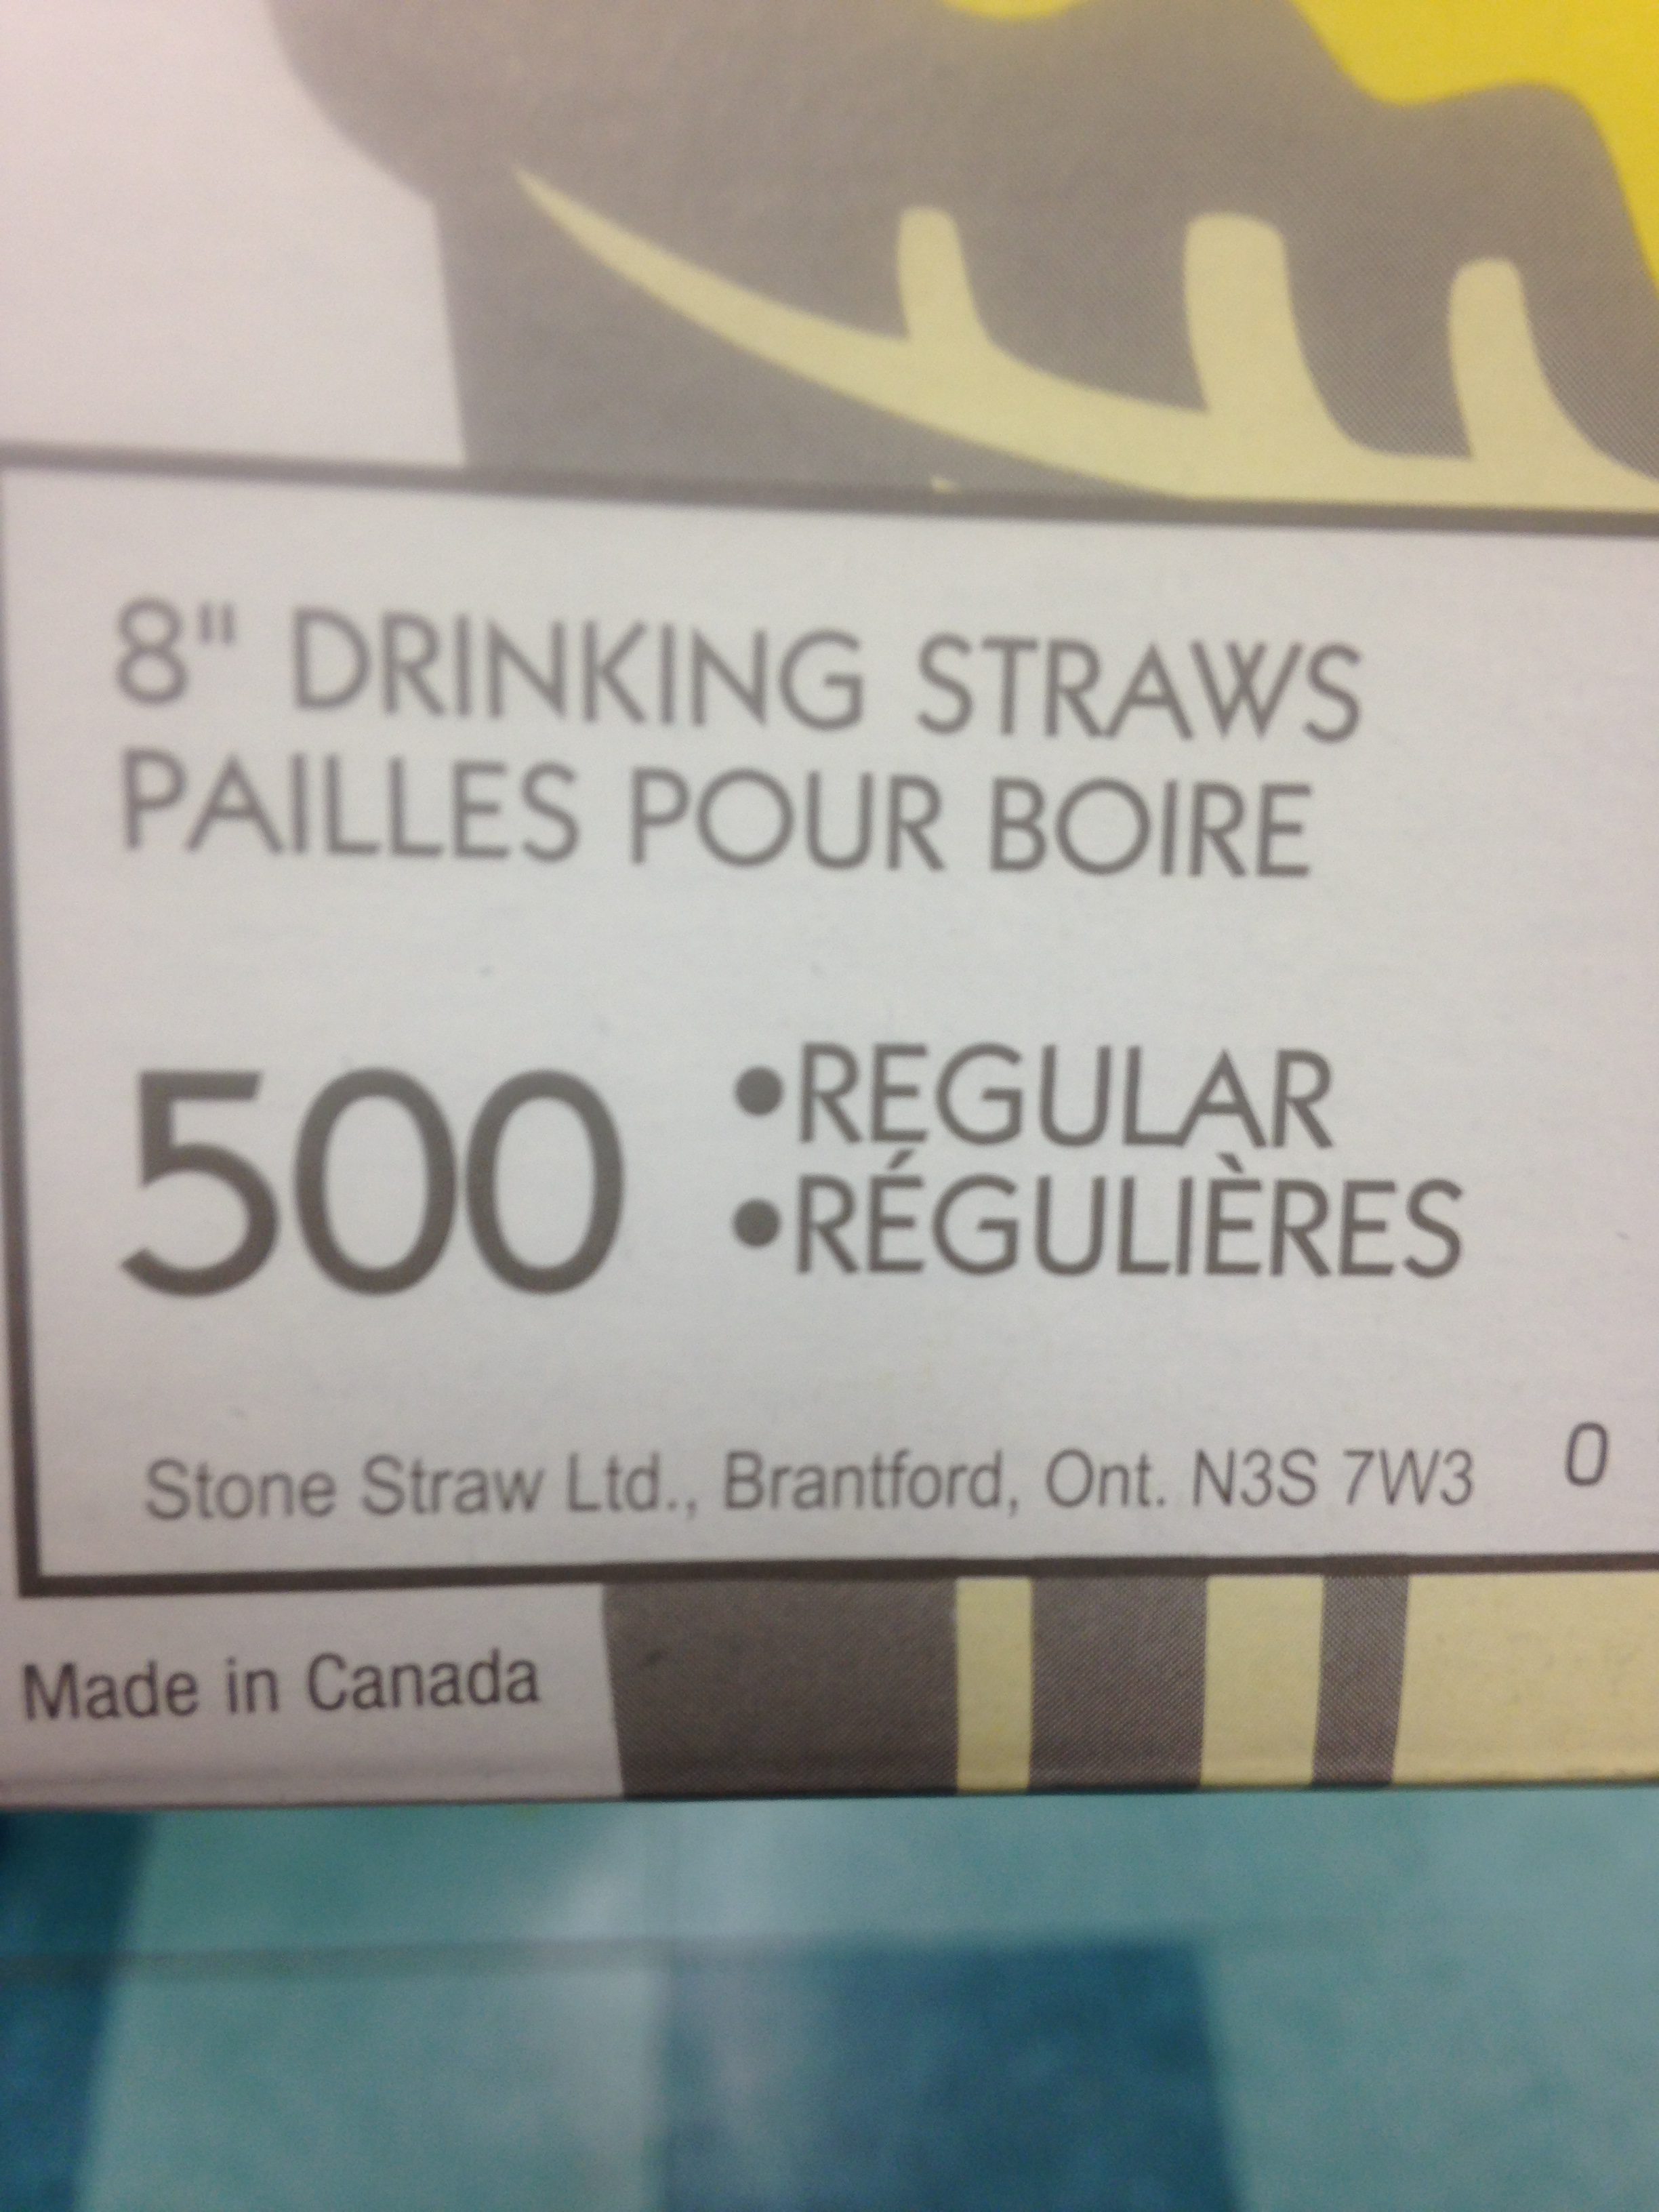 8" DRINKING STRAWS
PAILLES POUR BOIRE
500
•REGULAR
•RÉGULIÈRES
Stone Straw Ltd., Brantford, Ont. N3S 7W3 0
Made in Canada